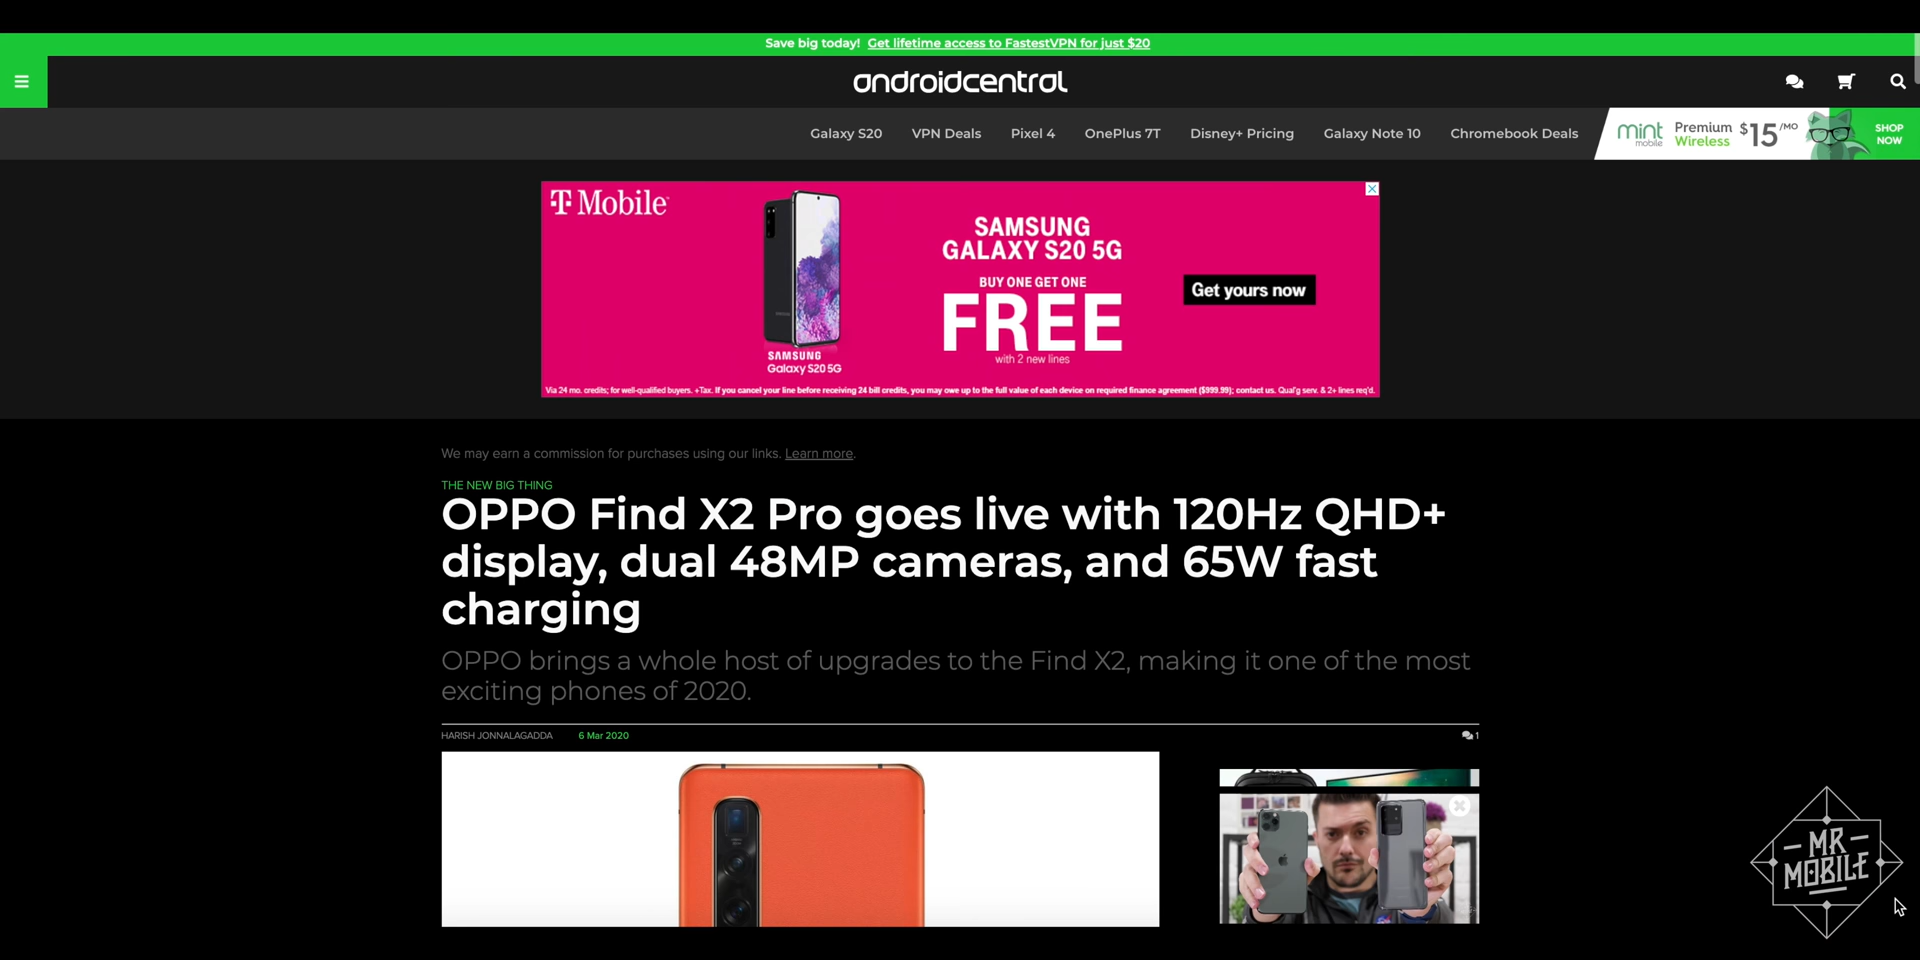 Save big today! Get lifetime access to FastestVPN for just $20
androidcentral
Galaxy S20 VPN Deals Pixel 4 OnePlus 7T Disney+ Pricing Galaxy Note 10 Chromebook Deals
mint mobile Premium Wireless $15/MO SHOP NOW
T Mobile
SAMSUNG
GALAXY S20 5G
BUY ONE GET ONE
FREE
with 2 new lines
Get yours now
SAMSUNG
Galaxy S20 5G
Via 24 mo. credits; for well-qualified buyers. +Tax. If you cancel your line before receiving 24 bill credits, you may owe up to the full value of each device on required finance agreement ($999.99); contact us. Qual'g serv. & 2+ lines req'd.
We may earn a commission for purchases using our links. Learn more.
THE NEW BIG THING
OPPO Find X2 Pro goes live with 120Hz QHD+
display, dual 48MP cameras, and 65W fast
charging
OPPO brings a whole host of upgrades to the Find X2, making it one of the most
exciting phones of 2020.
HARISH JONNALAGADDA 6 Mar 2020 1
MR
MOBILE